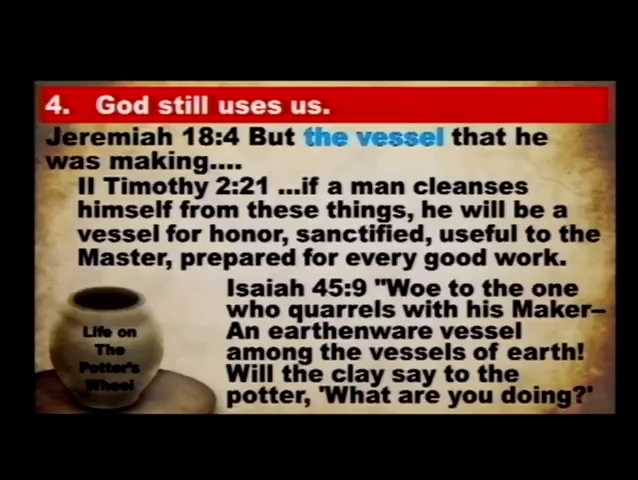 4. God still uses us.
Jeremiah 18:4 But the vessel that he
was making....
II Timothy 2:21 ...if a man cleanses
himself from these things, he will be a
vessel for honor, sanctified, useful to the
Master, prepared for every good work.
Isaiah 45:9 "Woe to the one
who quarrels with his Maker–
An earthenware vessel
among the vessels of earth!
Will the clay say to the
potter, 'What are you doing?'
Life on
The
Potter's
Wheel